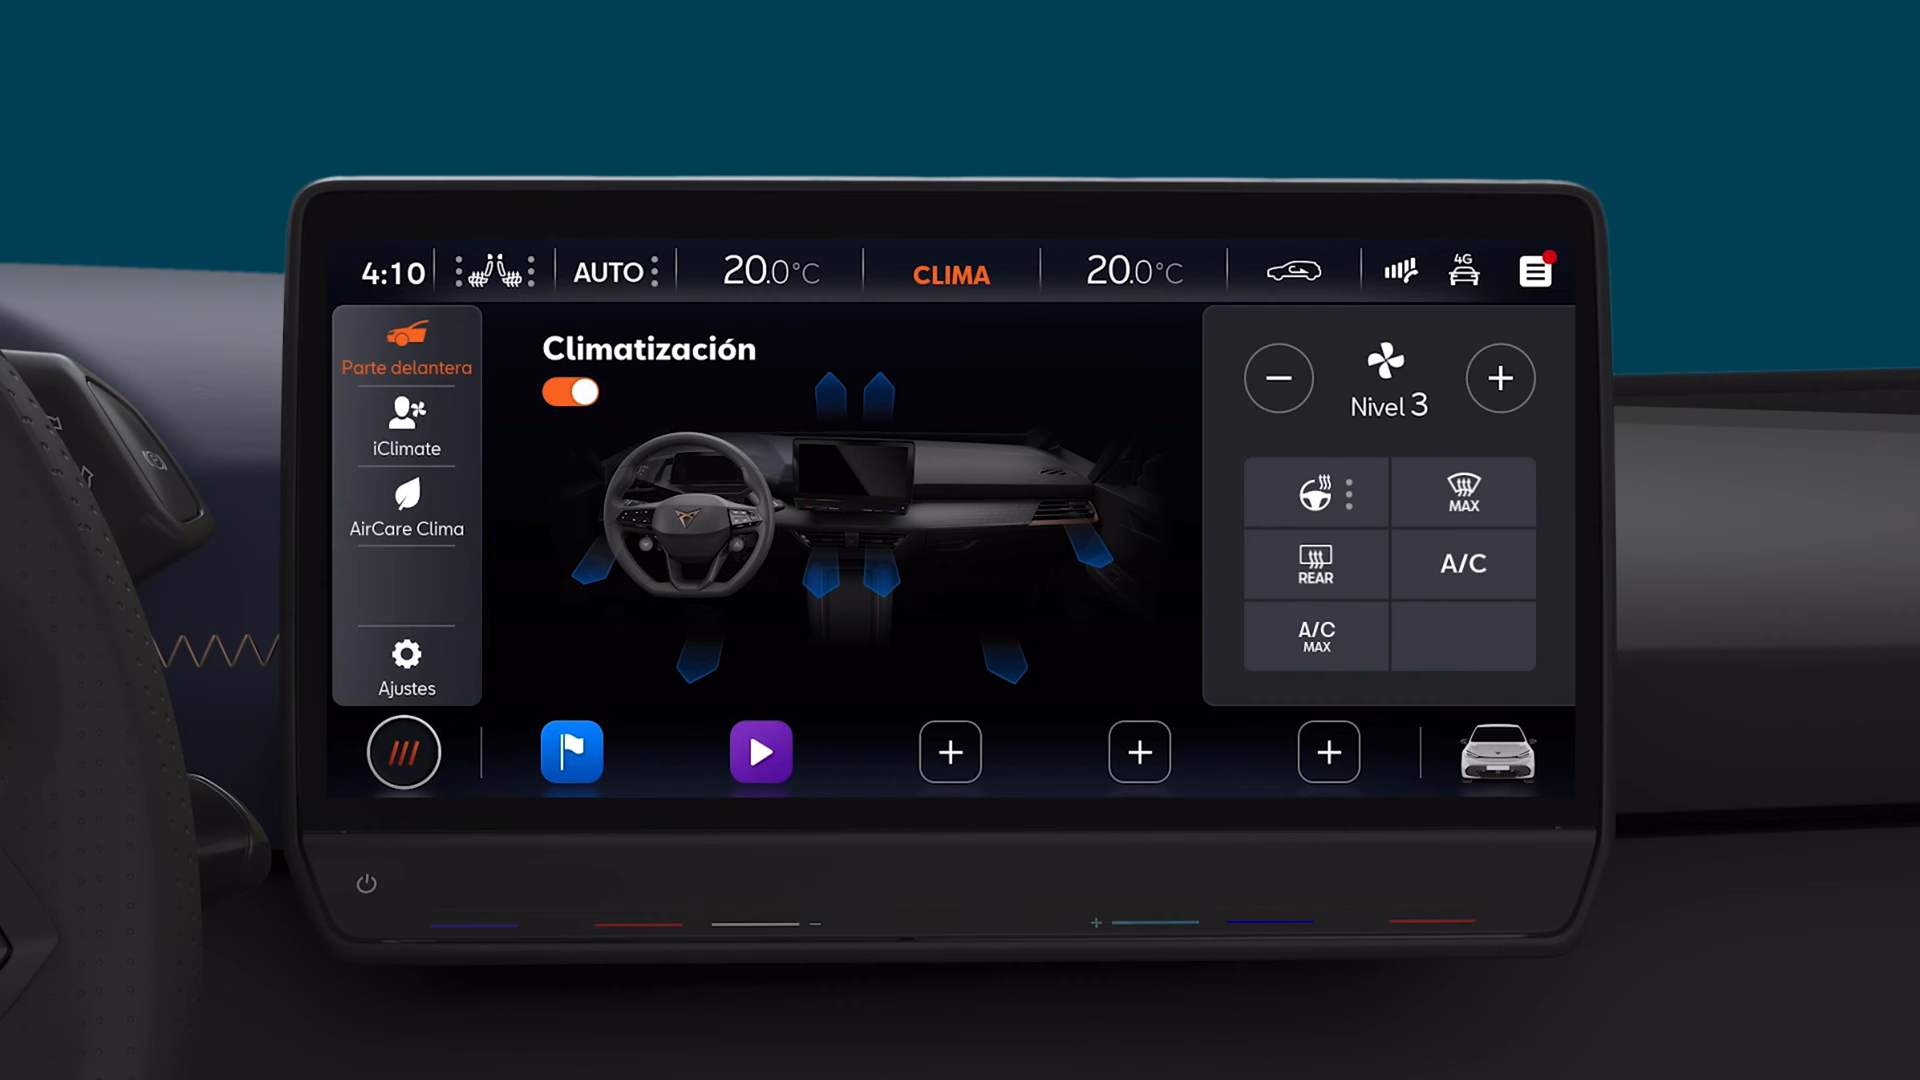 4:10
AUTO
20.0°C
CLIMA
20.0°C
4G
Parte delantera
Climatización
Nivel 3
iClimate
AirCare Clima
MAX
REAR
A/C
A/C
MAX
Ajustes